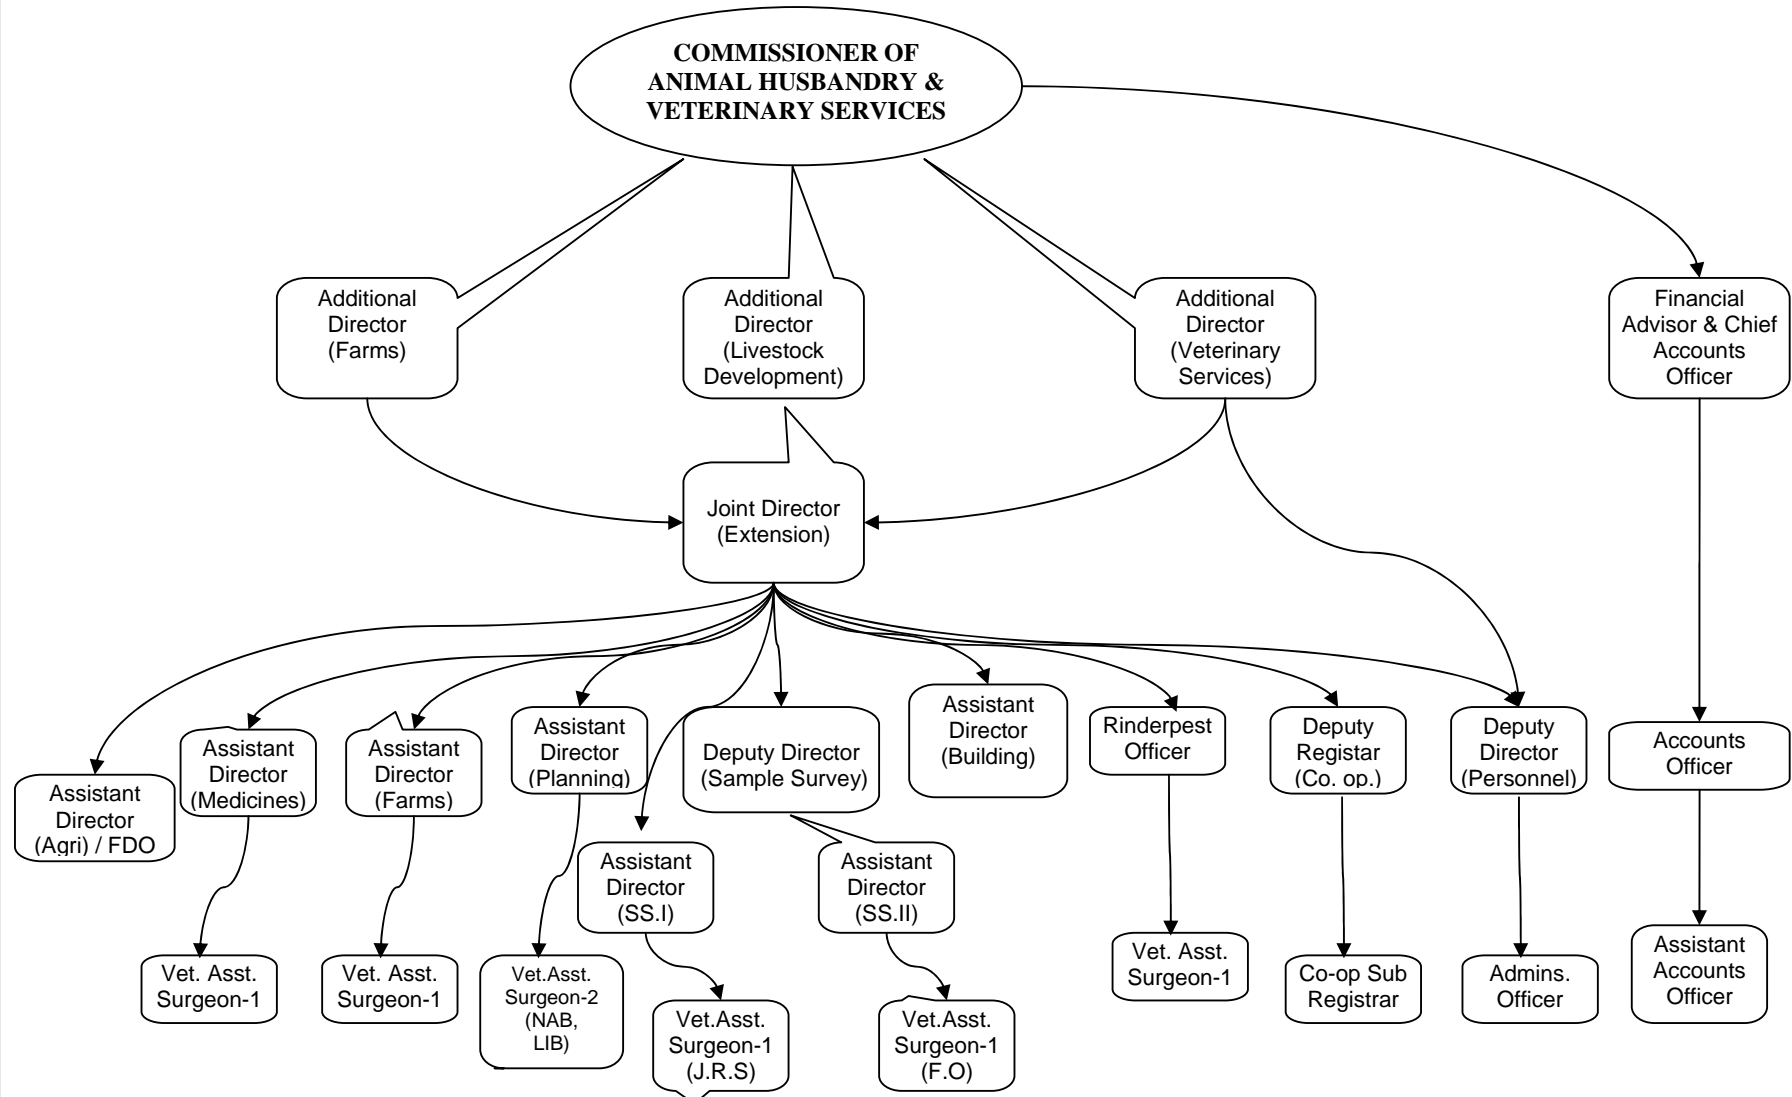 COMMISSIONER OF
ANIMAL HUSBANDRY &
VETERINARY SERVICES
Additional
Director
(Farms)
Additional
Director
(Livestock
Development)
Additional
Director
(Veterinary
Services)
Financial
Advisor & Chief
Accounts
Officer
Joint Director
(Extension)
Assistant
Director
(Agri) / FDO
Assistant
Director
(Medicines)
Assistant
Director
(Farms)
Assistant
Director
(Planning)
Deputy Director
(Sample Survey)
Assistant
Director
(Building)
Rinderpest
Officer
Deputy
Registar
(Co. op.)
Deputy
Director
(Personnel)
Accounts
Officer
Assistant
Director
(SS.I)
Assistant
Director
(SS.II)
Vet. Asst.
Surgeon-1
Vet. Asst.
Surgeon-1
Vet.Asst.
Surgeon-2
(NAB,
LIB)
Vet.Asst.
Surgeon-1
(J.R.S)
Vet.Asst.
Surgeon-1
(F.O)
Vet. Asst.
Surgeon-1
Co-op Sub
Registrar
Admins.
Officer
Assistant
Accounts
Officer